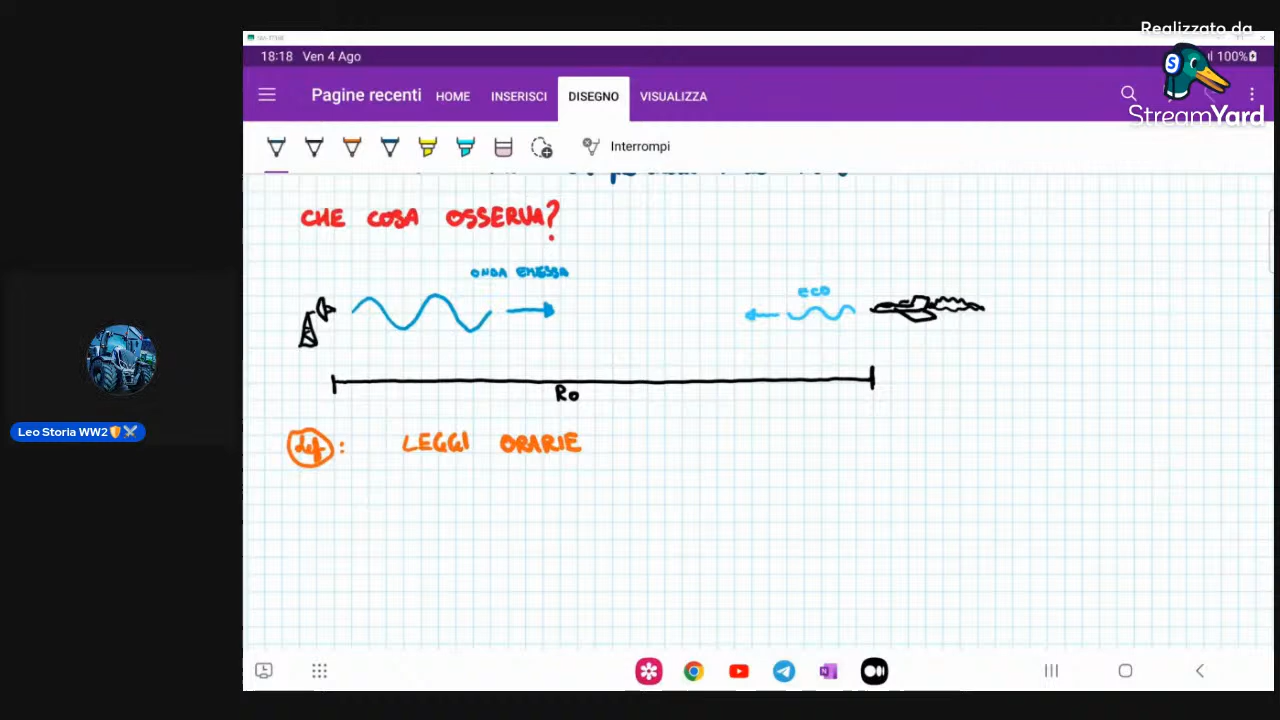 Realizzato da
StreamYard
18:18 Ven 4 Ago
100%
Pagine recenti HOME INSERISCI DISEGNO VISUALIZZA
Interrompi
CHE COSA OSSERVA?
ONDA EMESSA
ECO
R0
Leo Storia WW2🛡️⚔️
def: LEGGI ORARIE